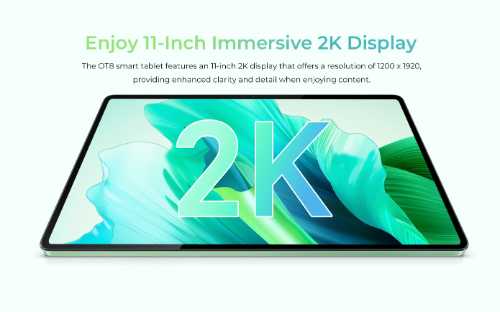 Enjoy 11-Inch Immersive 2K Display
The OT8 smart tablet features an 11-inch 2K display that offers a resolution of 1200 x 1920,
providing enhanced clarity and detail when enjoying content.
2K